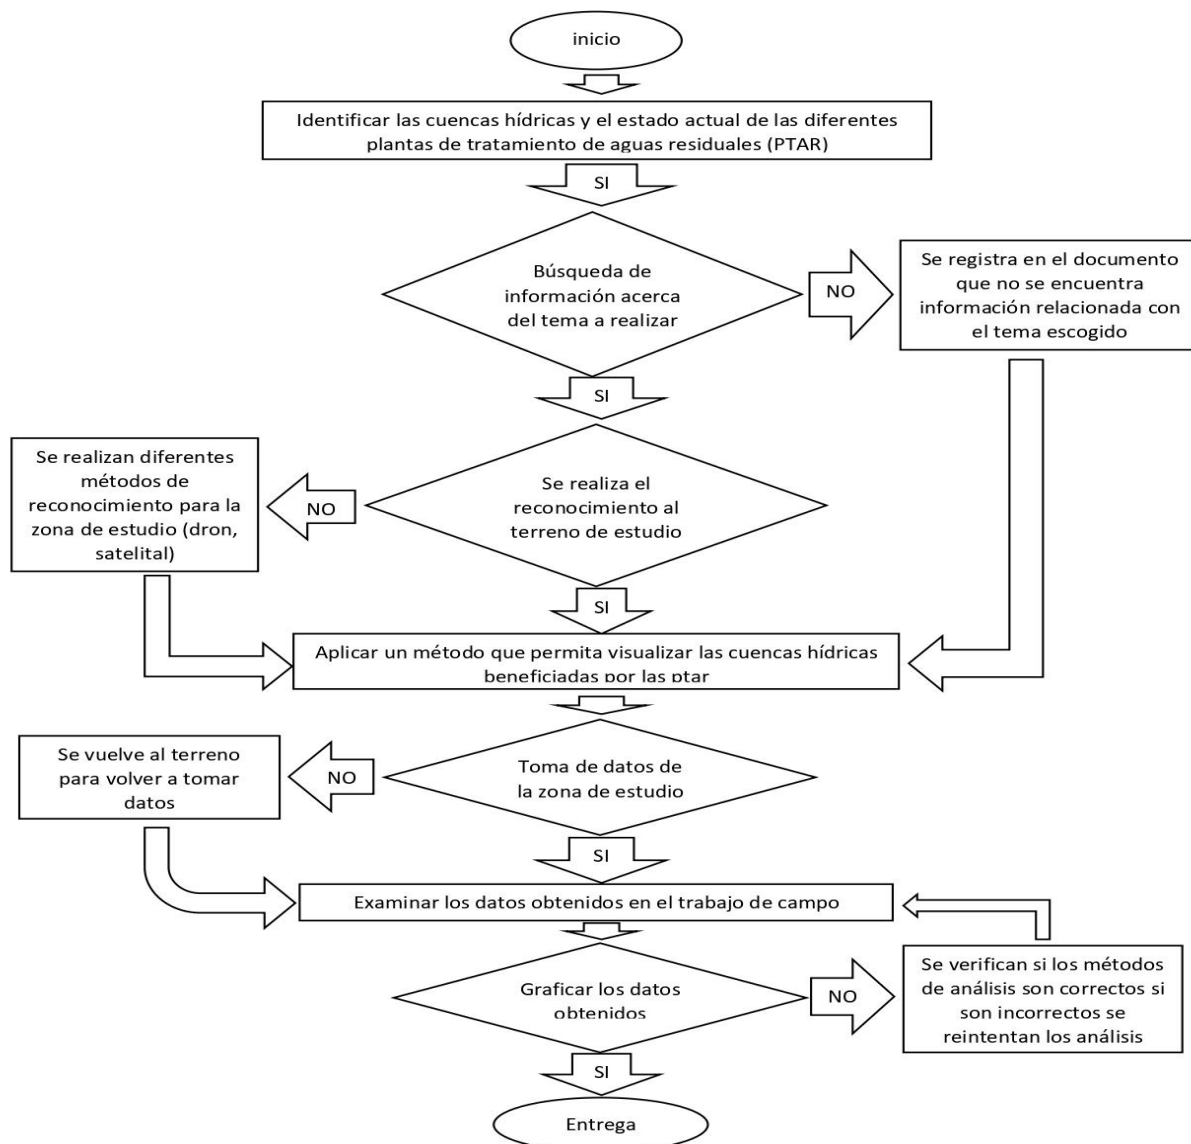 inicio
Identificar las cuencas hídricas y el estado actual de las diferentes
plantas de tratamiento de aguas residuales (PTAR)
SI
Búsqueda de
información acerca
del tema a realizar
NO
Se registra en el documento
que no se encuentra
información relacionada con
el tema escogido
SI
Se realiza el
reconocimiento al
terreno de estudio
NO
Se realizan diferentes
métodos de
reconocimiento para la
zona de estudio (dron,
satelital)
SI
Aplicar un método que permita visualizar las cuencas hídricas
beneficiadas por las ptar
Toma de datos de
la zona de estudio
NO
Se vuelve al terreno
para volver a tomar
datos
SI
Examinar los datos obtenidos en el trabajo de campo
Graficar los datos
obtenidos
NO
Se verifican si los métodos
de análisis son correctos si
son incorrectos se
reintentan los análisis
SI
Entrega